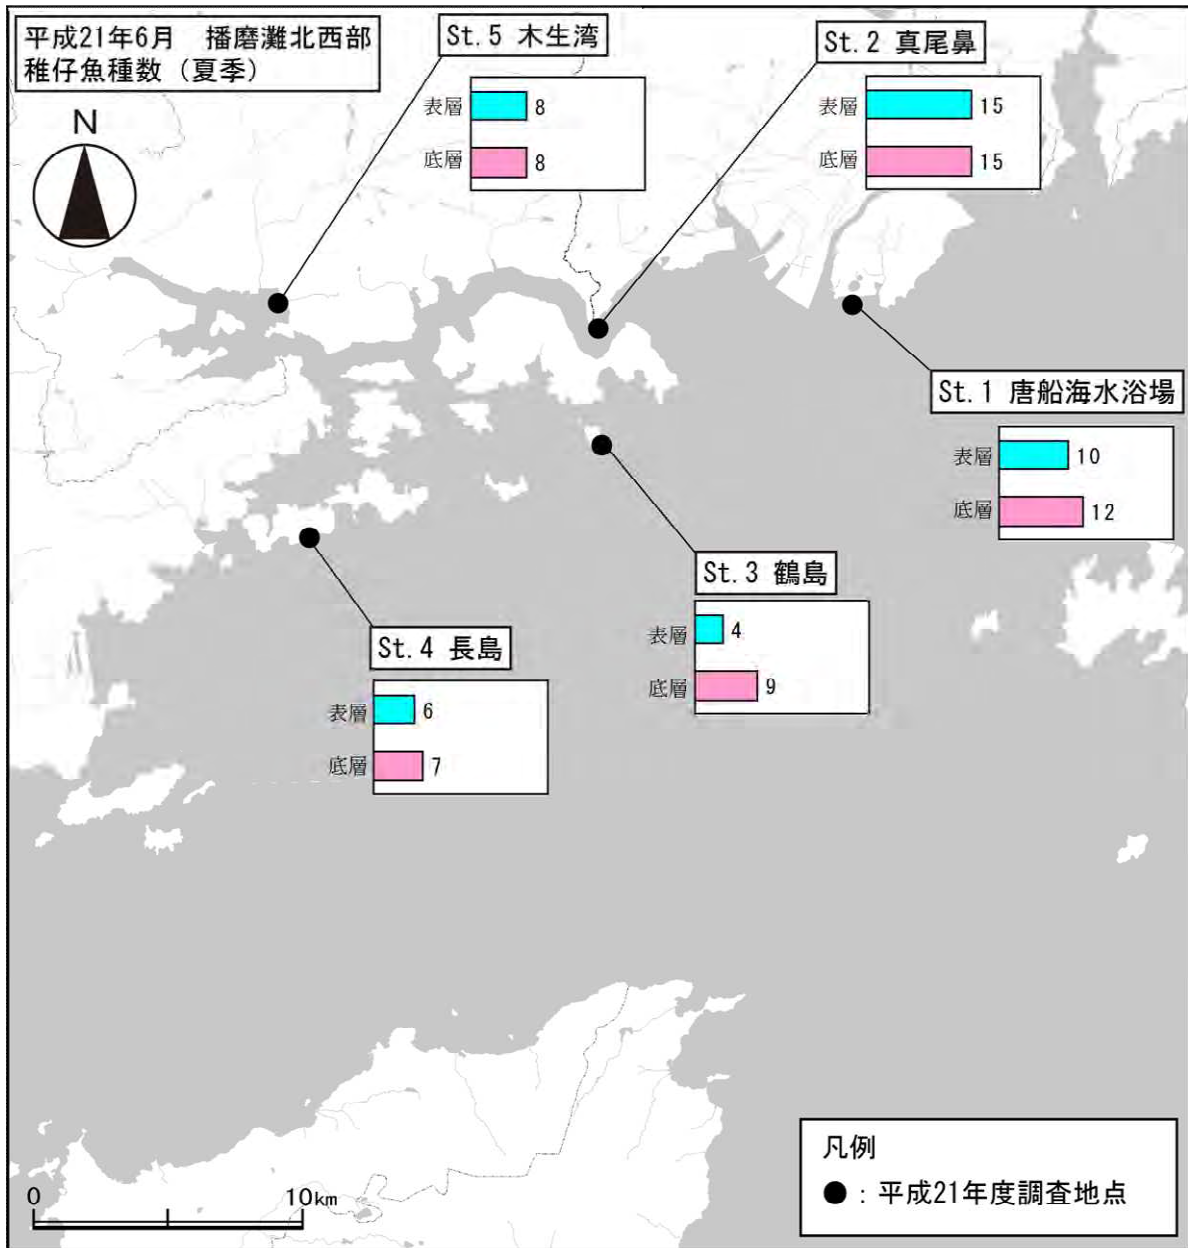 平成21年6月　播磨灘北西部
稚仔魚種数（夏季）
N
St.5 木生湾
表層 8
底層 8
St.2 真尾鼻
表層 15
底層 15
St.1 唐船海水浴場
表層 10
底層 12
St.3 鶴島
表層 4
底層 9
St.4 長島
表層 6
底層 7
0 10km
凡例
●：平成21年度調査地点